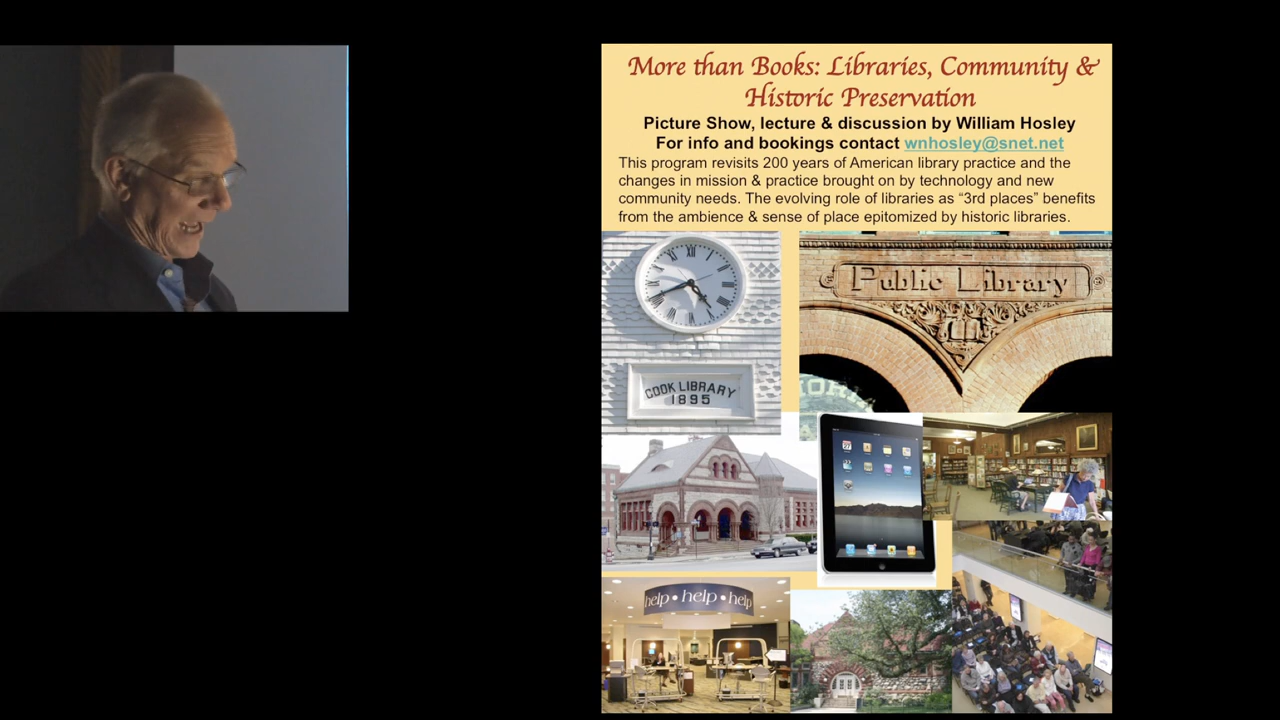 More than Books: Libraries, Community &
Historic Preservation
Picture Show, lecture & discussion by William Hosley
For info and bookings contact wnhosley@snet.net
This program revisits 200 years of American library practice and the
changes in mission & practice brought on by technology and new
community needs. The evolving role of libraries as “3rd places” benefits
from the ambience & sense of place epitomized by historic libraries.
Public Library
COOK LIBRARY
1895
help • help • help